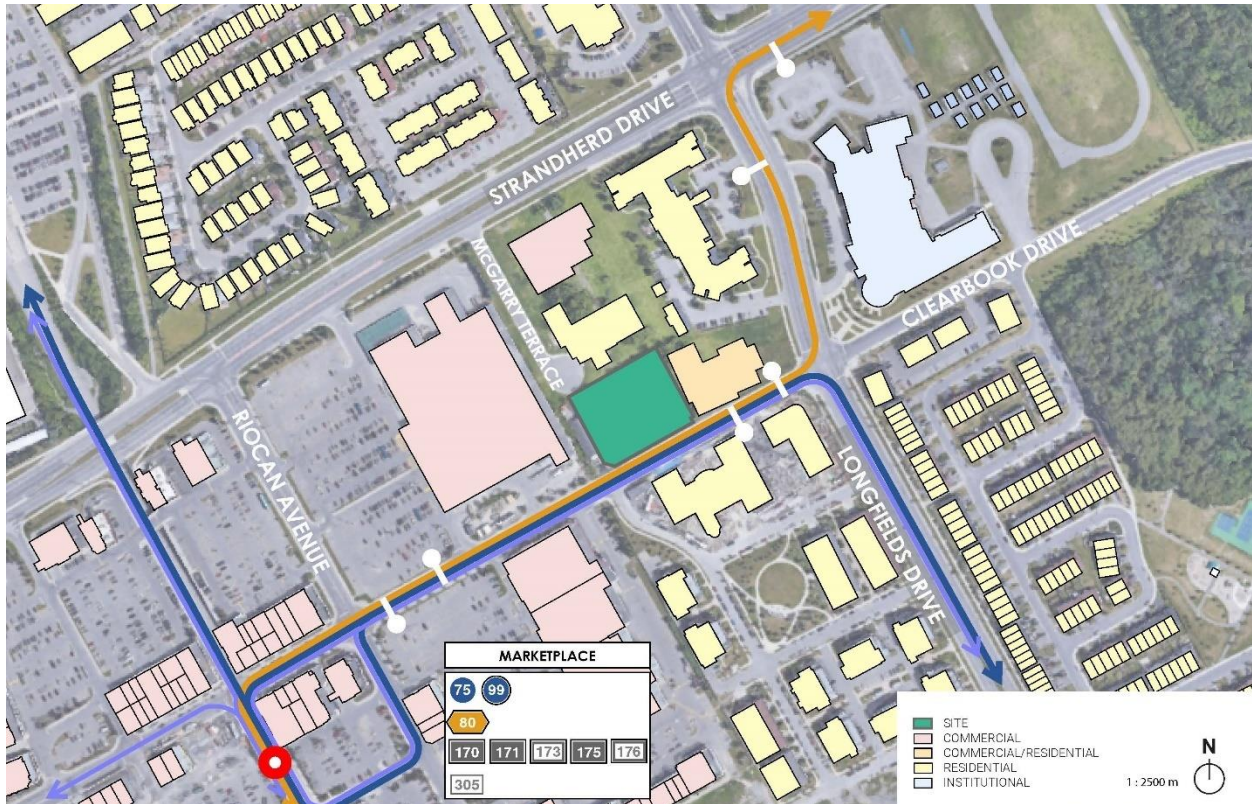 STRANDHERD DRIVE
MCGARRY TERRACE
CLEARBOOK DRIVE
RIOCAN AVENUE
LONGFIELDS DRIVE
MARKETPLACE
75 99
80
170 171 173 175 176
305
SITE
COMMERCIAL
COMMERCIAL/RESIDENTIAL
RESIDENTIAL
INSTITUTIONAL
1 : 2500 m
N